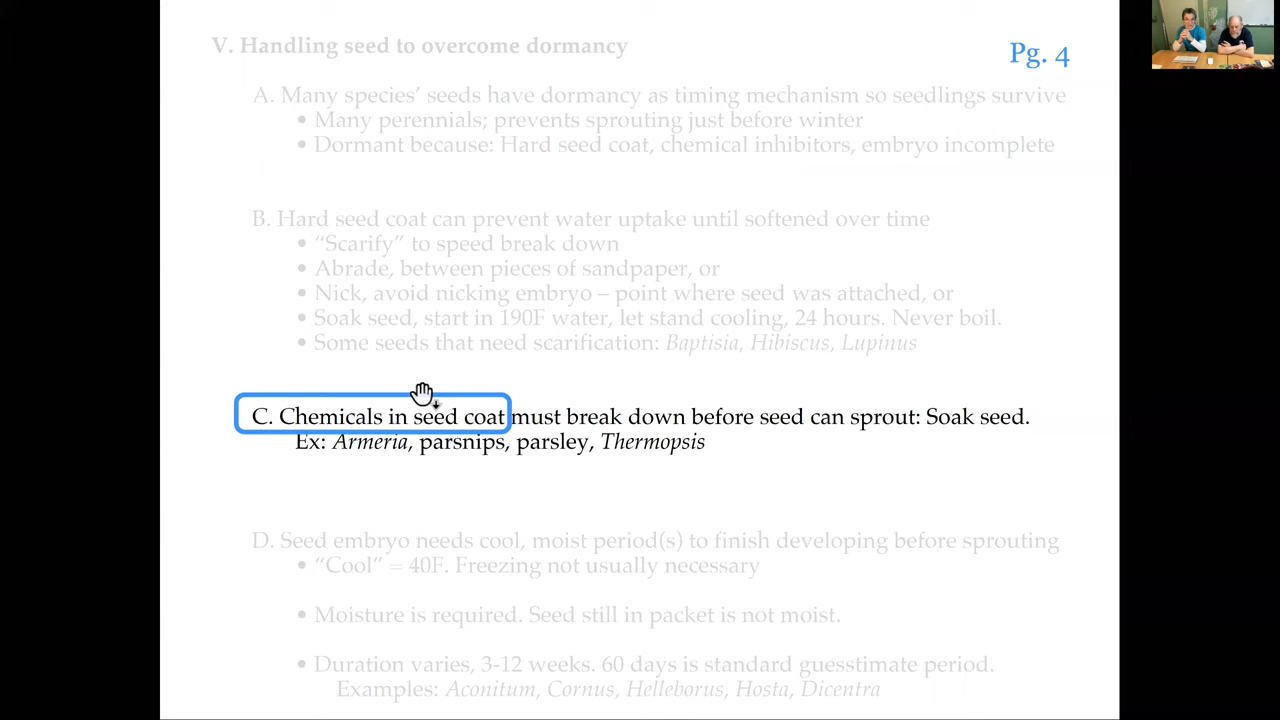 V. Handling seed to overcome dormancy
Pg. 4
A. Many species’ seeds have dormancy as timing mechanism so seedlings survive
• Many perennials; prevents sprouting just before winter
• Dormant because: Hard seed coat, chemical inhibitors, embryo incomplete
B. Hard seed coat can prevent water uptake until softened over time
• “Scarify” to speed break down
• Abrade, between pieces of sandpaper, or
• Nick, avoid nicking embryo – point where seed was attached, or
• Soak seed, start in 190F water, let stand cooling, 24 hours. Never boil.
• Some seeds that need scarification: Baptisia, Hibiscus, Lupinus
C. Chemicals in seed coat must break down before seed can sprout: Soak seed.
Ex: Armeria, parsnips, parsley, Thermopsis
D. Seed embryo needs cool, moist period(s) to finish developing before sprouting
• “Cool” = 40F. Freezing not usually necessary
• Moisture is required. Seed still in packet is not moist.
• Duration varies, 3-12 weeks. 60 days is standard guesstimate period.
Examples: Aconitum, Cornus, Helleborus, Hosta, Dicentra